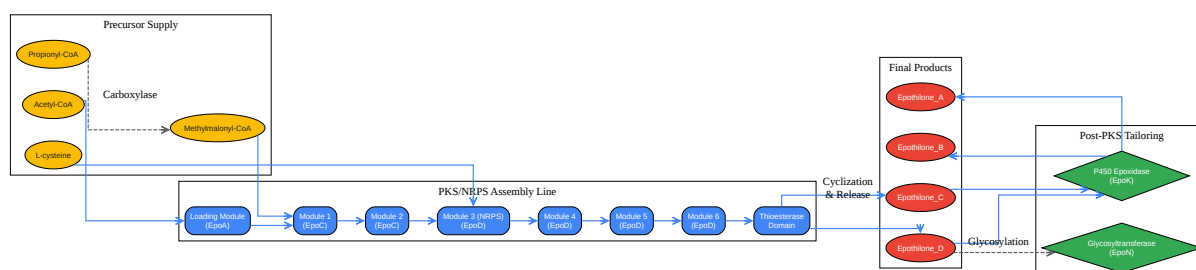 Precursor Supply
Propionyl-CoA
Carboxylase
Acetyl-CoA
Methylmalonyl-CoA
L-cysteine
PKS/NRPS Assembly Line
Loading Module
(EpoA)
Module 1
(EpoC)
Module 2
(EpoC)
Module 3 (NRPS)
(EpoD)
Module 4
(EpoD)
Module 5
(EpoD)
Module 6
(EpoD)
Thioesterase
Domain
Cyclization
& Release
Final Products
Epothilone_A
Epothilone_B
Epothilone_C
Epothilone_D
Glycosylation
Post-PKS Tailoring
P450 Epoxidase
(EpoK)
Glycosyltransferase
(EpoN)